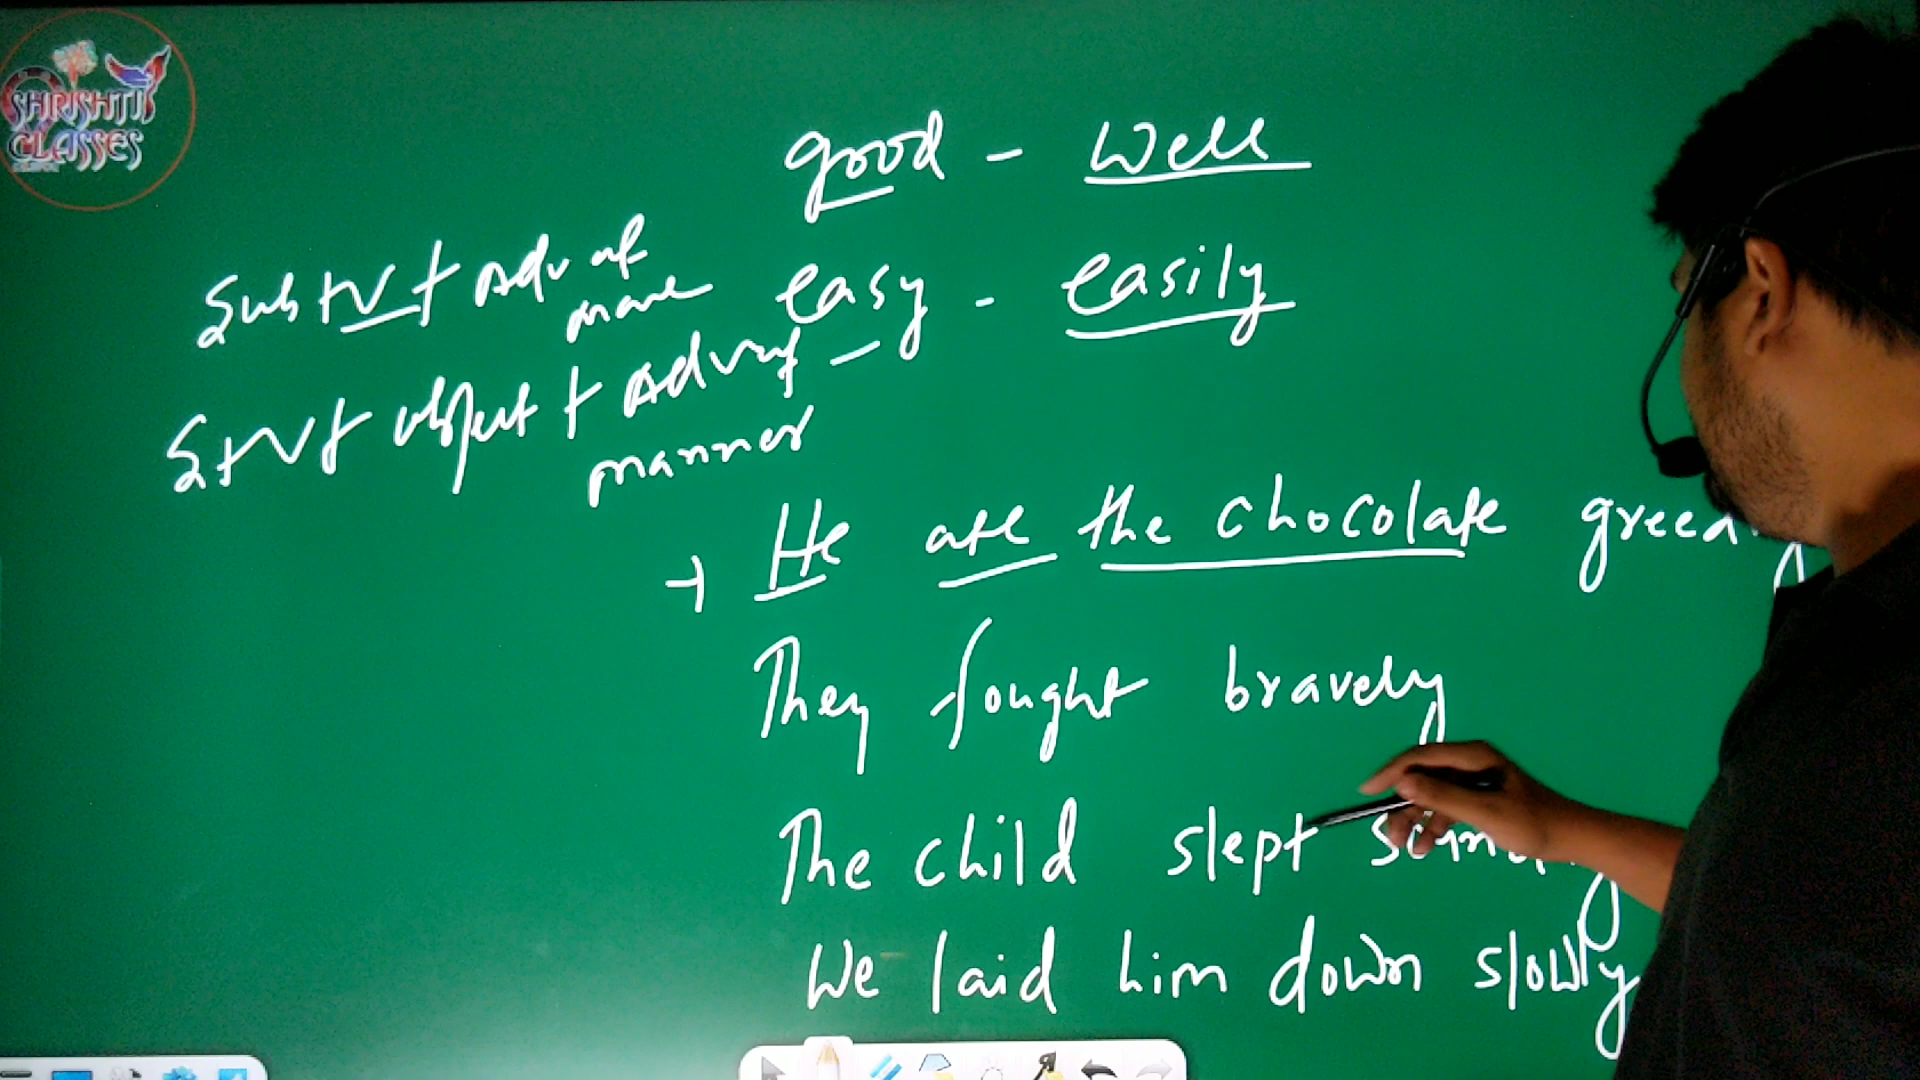 SHRISHTI
CLASSES
good - well
Sub + V + Adv of
easy - easily
S + V + object + Adv of -
manner
→ He ate the chocolate
They fought bravely
The child slept
We laid him down slowly